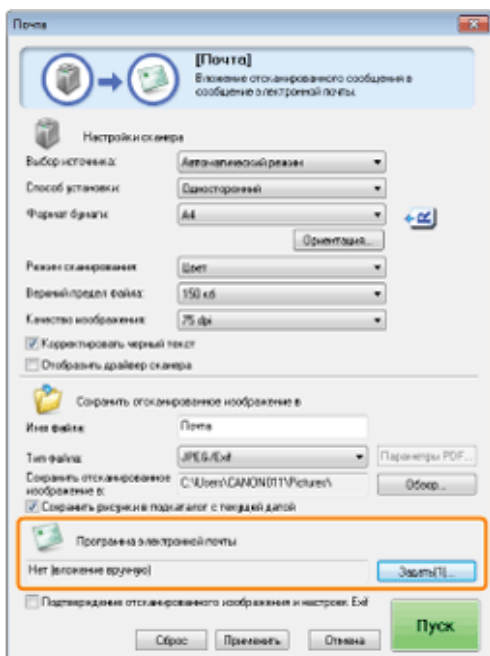 Почта
[Почта]
Вложение отсканированного сообщения в
сообщение электронной почты.
Настройки сканера
Выбор источника: Автоматический режим
Способ установки: Односторонний
Формат бумаги: A4
Ориентация...
Режим сканирования: Цвет
Верхний предел файла: 150 кб
Качество изображения: 75 dpi
Корректировать черный текст
Отобразить драйвер сканера
Сохранить отсканированное изображение в
Имя файла: Почта
Тип файла: JPEG/Exif Параметры PDF...
Сохранить отсканированное
изображение в: C:\Users\CANON011\Pictures\ Обзор...
Сохранить рисунки в подкаталог с текущей датой
Программа электронной почты
Нет (вложение вручную) Задать(1)...
Подтверждение отсканированного изображения и настроек Exif
Сброс Применить Отмена Пуск